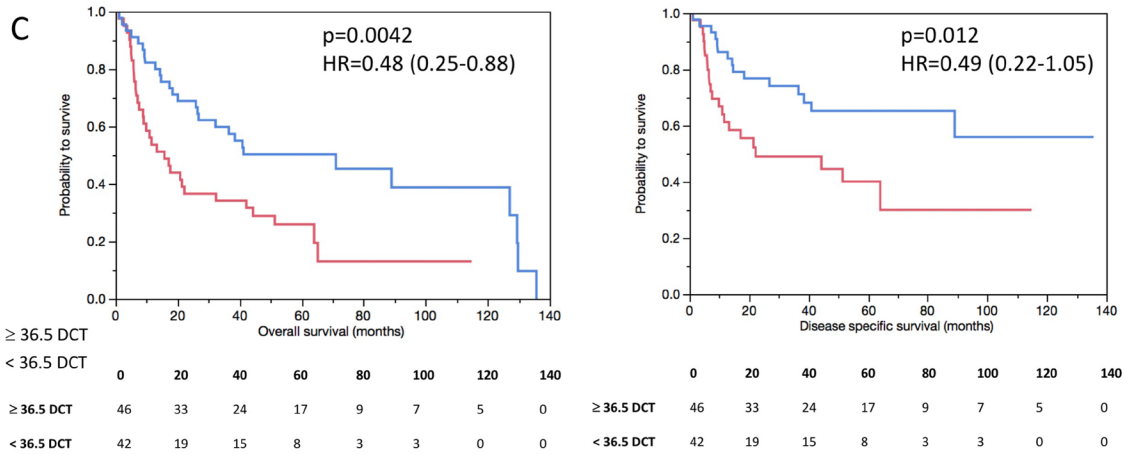 C
p=0.0042
HR=0.48 (0.25-0.88)
Probability to survive
1.0
0.8
0.6
0.4
0.2
0.0
0 20 40 60 80 100 120 140
Overall survival (months)
≥ 36.5 DCT
< 36.5 DCT
0 20 40 60 80 100 120 140
≥ 36.5 DCT 46 33 24 17 9 7 5 0
< 36.5 DCT 42 19 15 8 3 3 0 0
p=0.012
HR=0.49 (0.22-1.05)
Probability to survive
1.0
0.8
0.6
0.4
0.2
0.0
0 20 40 60 80 100 120 140
Disease specific survival (months)
0 20 40 60 80 100 120 140
≥ 36.5 DCT 46 33 24 17 9 7 5 0
< 36.5 DCT 42 19 15 8 3 3 0 0